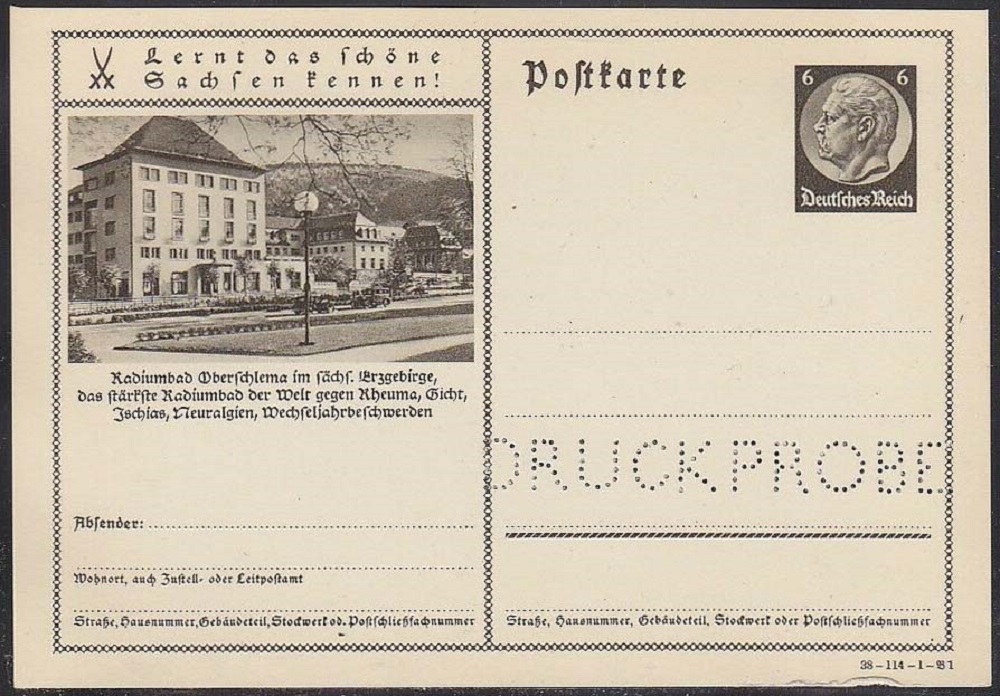 Lernt das schöne
Sachsen kennen!
Radiumbad Oberschlema im sächs. Erzgebirge,
das stärkste Radiumbad der Welt gegen Rheuma, Gicht,
Ischias, Neuralgien, Wechseljahrbeschwerden
Absender:
Wohnort, auch Zustell- oder Leitpostamt
Straße, Hausnummer, Gebäudeteil, Stockwerk od. Postschließfachnummer
Postkarte
6 6
Deutsches Reich
DRUCKPROBE
Straße, Hausnummer, Gebäudeteil, Stockwerk oder Postschließfachnummer
38-114-1-B1